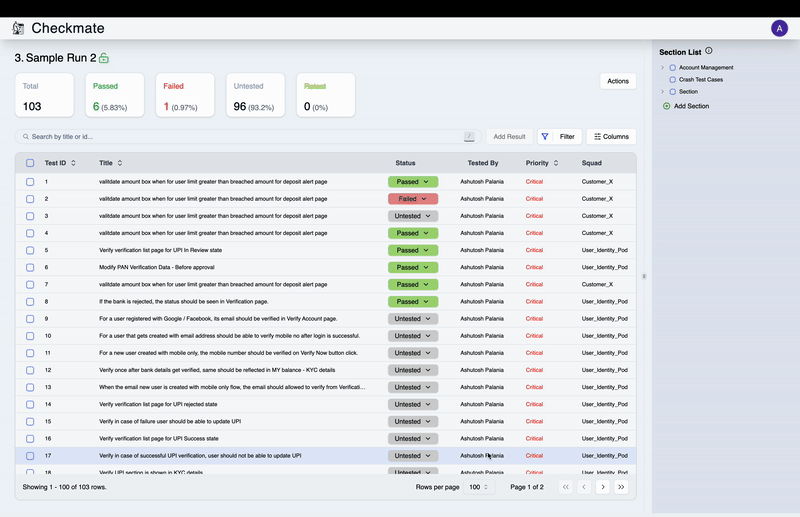 Checkmate
A
3. Sample Run 2
Total
103
Passed
6 (5.83%)
Failed
1 (0.97%)
Untested
96 (93.2%)
Retest
0 (0%)
Actions
Search by title or id...
/
Add Result
Filter
Columns
Test ID Title Status Tested By Priority Squad
1 valitdate amount box when for user limit greater than breached amount for deposit alert page Passed Ashutosh Palania Critical Customer_X
2 valitdate amount box when for user limit greater than breached amount for deposit alert page Failed Ashutosh Palania Critical Customer_X
3 valitdate amount box when for user limit greater than breached amount for deposit alert page Untested Ashutosh Palania Critical Customer_X
4 valitdate amount box when for user limit greater than breached amount for deposit alert page Passed Ashutosh Palania Critical Customer_X
5 Verify verification list page for UPI In Review state Passed Ashutosh Palania Critical User_Identity_Pod
6 Modify PAN Verification Data - Before approval Passed Ashutosh Palania Critical User_Identity_Pod
7 valitdate amount box when for user limit greater than breached amount for deposit alert page Passed Ashutosh Palania Critical Customer_X
8 If the bank is rejected, the status should be seen in Verification page. Passed Ashutosh Palania Critical User_Identity_Pod
9 For a user registered with Google / Facebook, its email should be verified in Verify Account page. Untested Ashutosh Palania Critical User_Identity_Pod
10 For a user that gets created with email address should be able to verify mobile no after login is successful. Untested Ashutosh Palania Critical User_Identity_Pod
11 For a new user created with mobile only, the mobile number should be verified on Verify Now button click. Untested Ashutosh Palania Critical User_Identity_Pod
12 Verify once after bank details get verified, same should be reflected in MY balance - KYC details Untested Ashutosh Palania Critical User_Identity_Pod
13 When the email new user is created with mobile only flow, the email should allowed to verify from Verificati... Untested Ashutosh Palania Critical User_Identity_Pod
14 Verify verification list page for UPI rejected state Untested Ashutosh Palania Critical User_Identity_Pod
15 Verify in case of failure user should be able to update UPI Untested Ashutosh Palania Critical User_Identity_Pod
16 Verify verification list page for UPI Success state Untested Ashutosh Palania Critical User_Identity_Pod
17 Verify in case of successful UPI verification, user should not be able to update UPI Untested Ashutosh Palania Critical User_Identity_Pod
18 Verify UPI section is shown in KYC details Untested Ashutosh Palania Critical User_Identity_Pod
Showing 1 - 100 of 103 rows.
Rows per page 100
Page 1 of 2
Section List
Account Management
Crash Test Cases
Section
Add Section